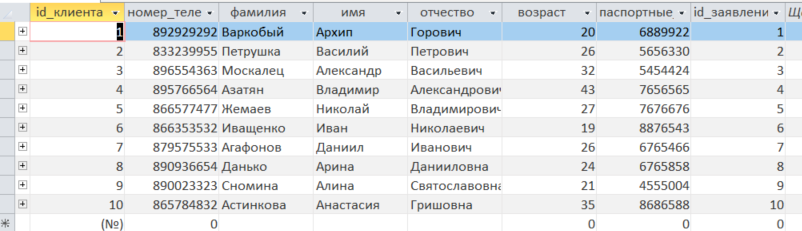 id_клиента номер_теле фамилия имя отчество возраст паспортные_ id_заявлени Що
1 892929292 Варкобый Архип Горович 20 6889922 1
2 833239955 Петрушка Василий Петрович 26 5656330 2
3 896554363 Москалец Александр Васильевич 32 5454424 3
4 895766564 Азатян Владимир Александрович 43 7656565 4
5 866577477 Жемаев Николай Владимирович 27 7676676 5
6 866353532 Иващенко Иван Николаевич 19 8876543 6
7 879575533 Агафонов Даниил Иванович 26 6765466 7
8 890936654 Данько Арина Данииловна 24 6765858 8
9 890023323 Сномина Алина Святославовна 21 4555004 9
10 865784832 Астинкова Анастасия Гришовна 35 8686588 10
(№) 0 0 0 0